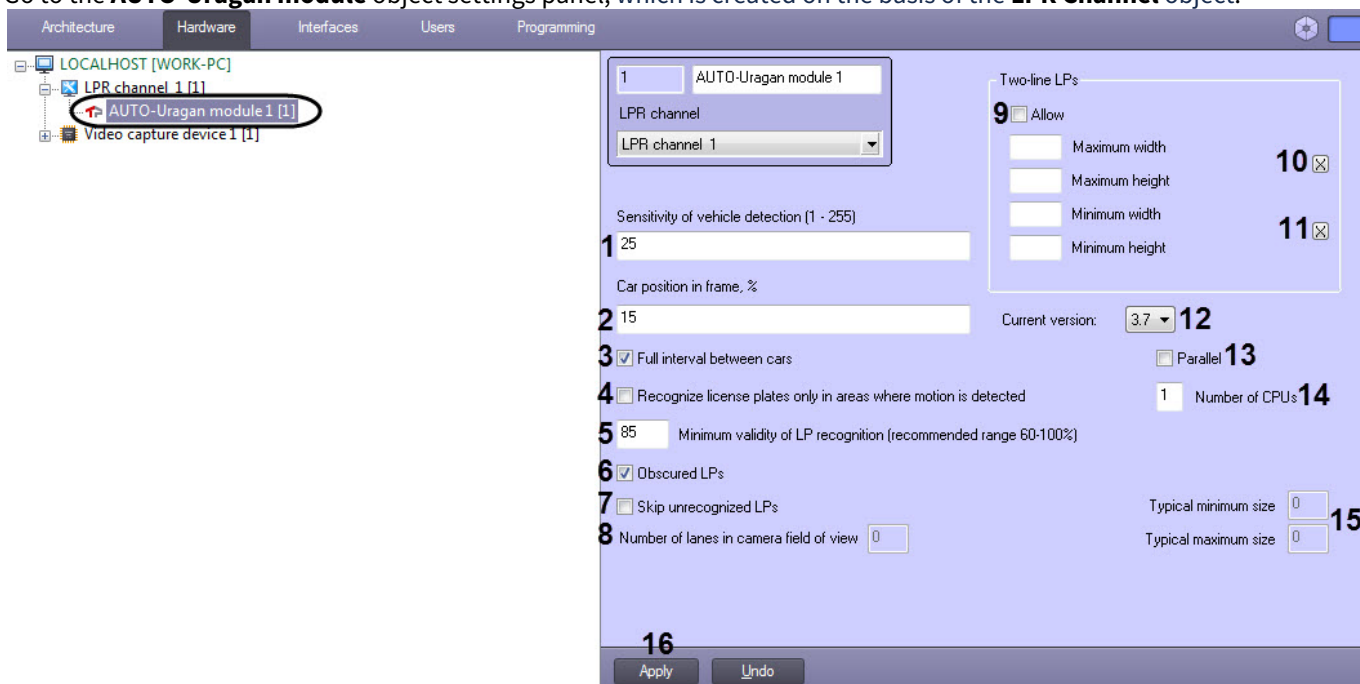 Go to the AUTO-Uragan module object settings panel, which is created on the basis of the LPR Channel object.
Architecture Hardware Interfaces Users Programming
LOCALHOST [WORK-PC]
LPR channel 1 [1]
AUTO-Uragan module 1 [1]
Video capture device 1 [1]
1 AUTO-Uragan module 1
LPR channel
LPR channel 1
Sensitivity of vehicle detection (1 - 255)
1 25
Car position in frame, %
2 15
3 Full interval between cars
4 Recognize license plates only in areas where motion is detected
5 85 Minimum validity of LP recognition (recommended range 60-100%)
6 Obscured LPs
7 Skip unrecognized LPs
8 Number of lanes in camera field of view 0
Two-line LPs
9 Allow
Maximum width
10
Maximum height
Minimum width
11
Minimum height
Current version: 3.7 12
Parallel 13
1 Number of CPUs 14
Typical minimum size 0
15
Typical maximum size 0
16
Apply Undo